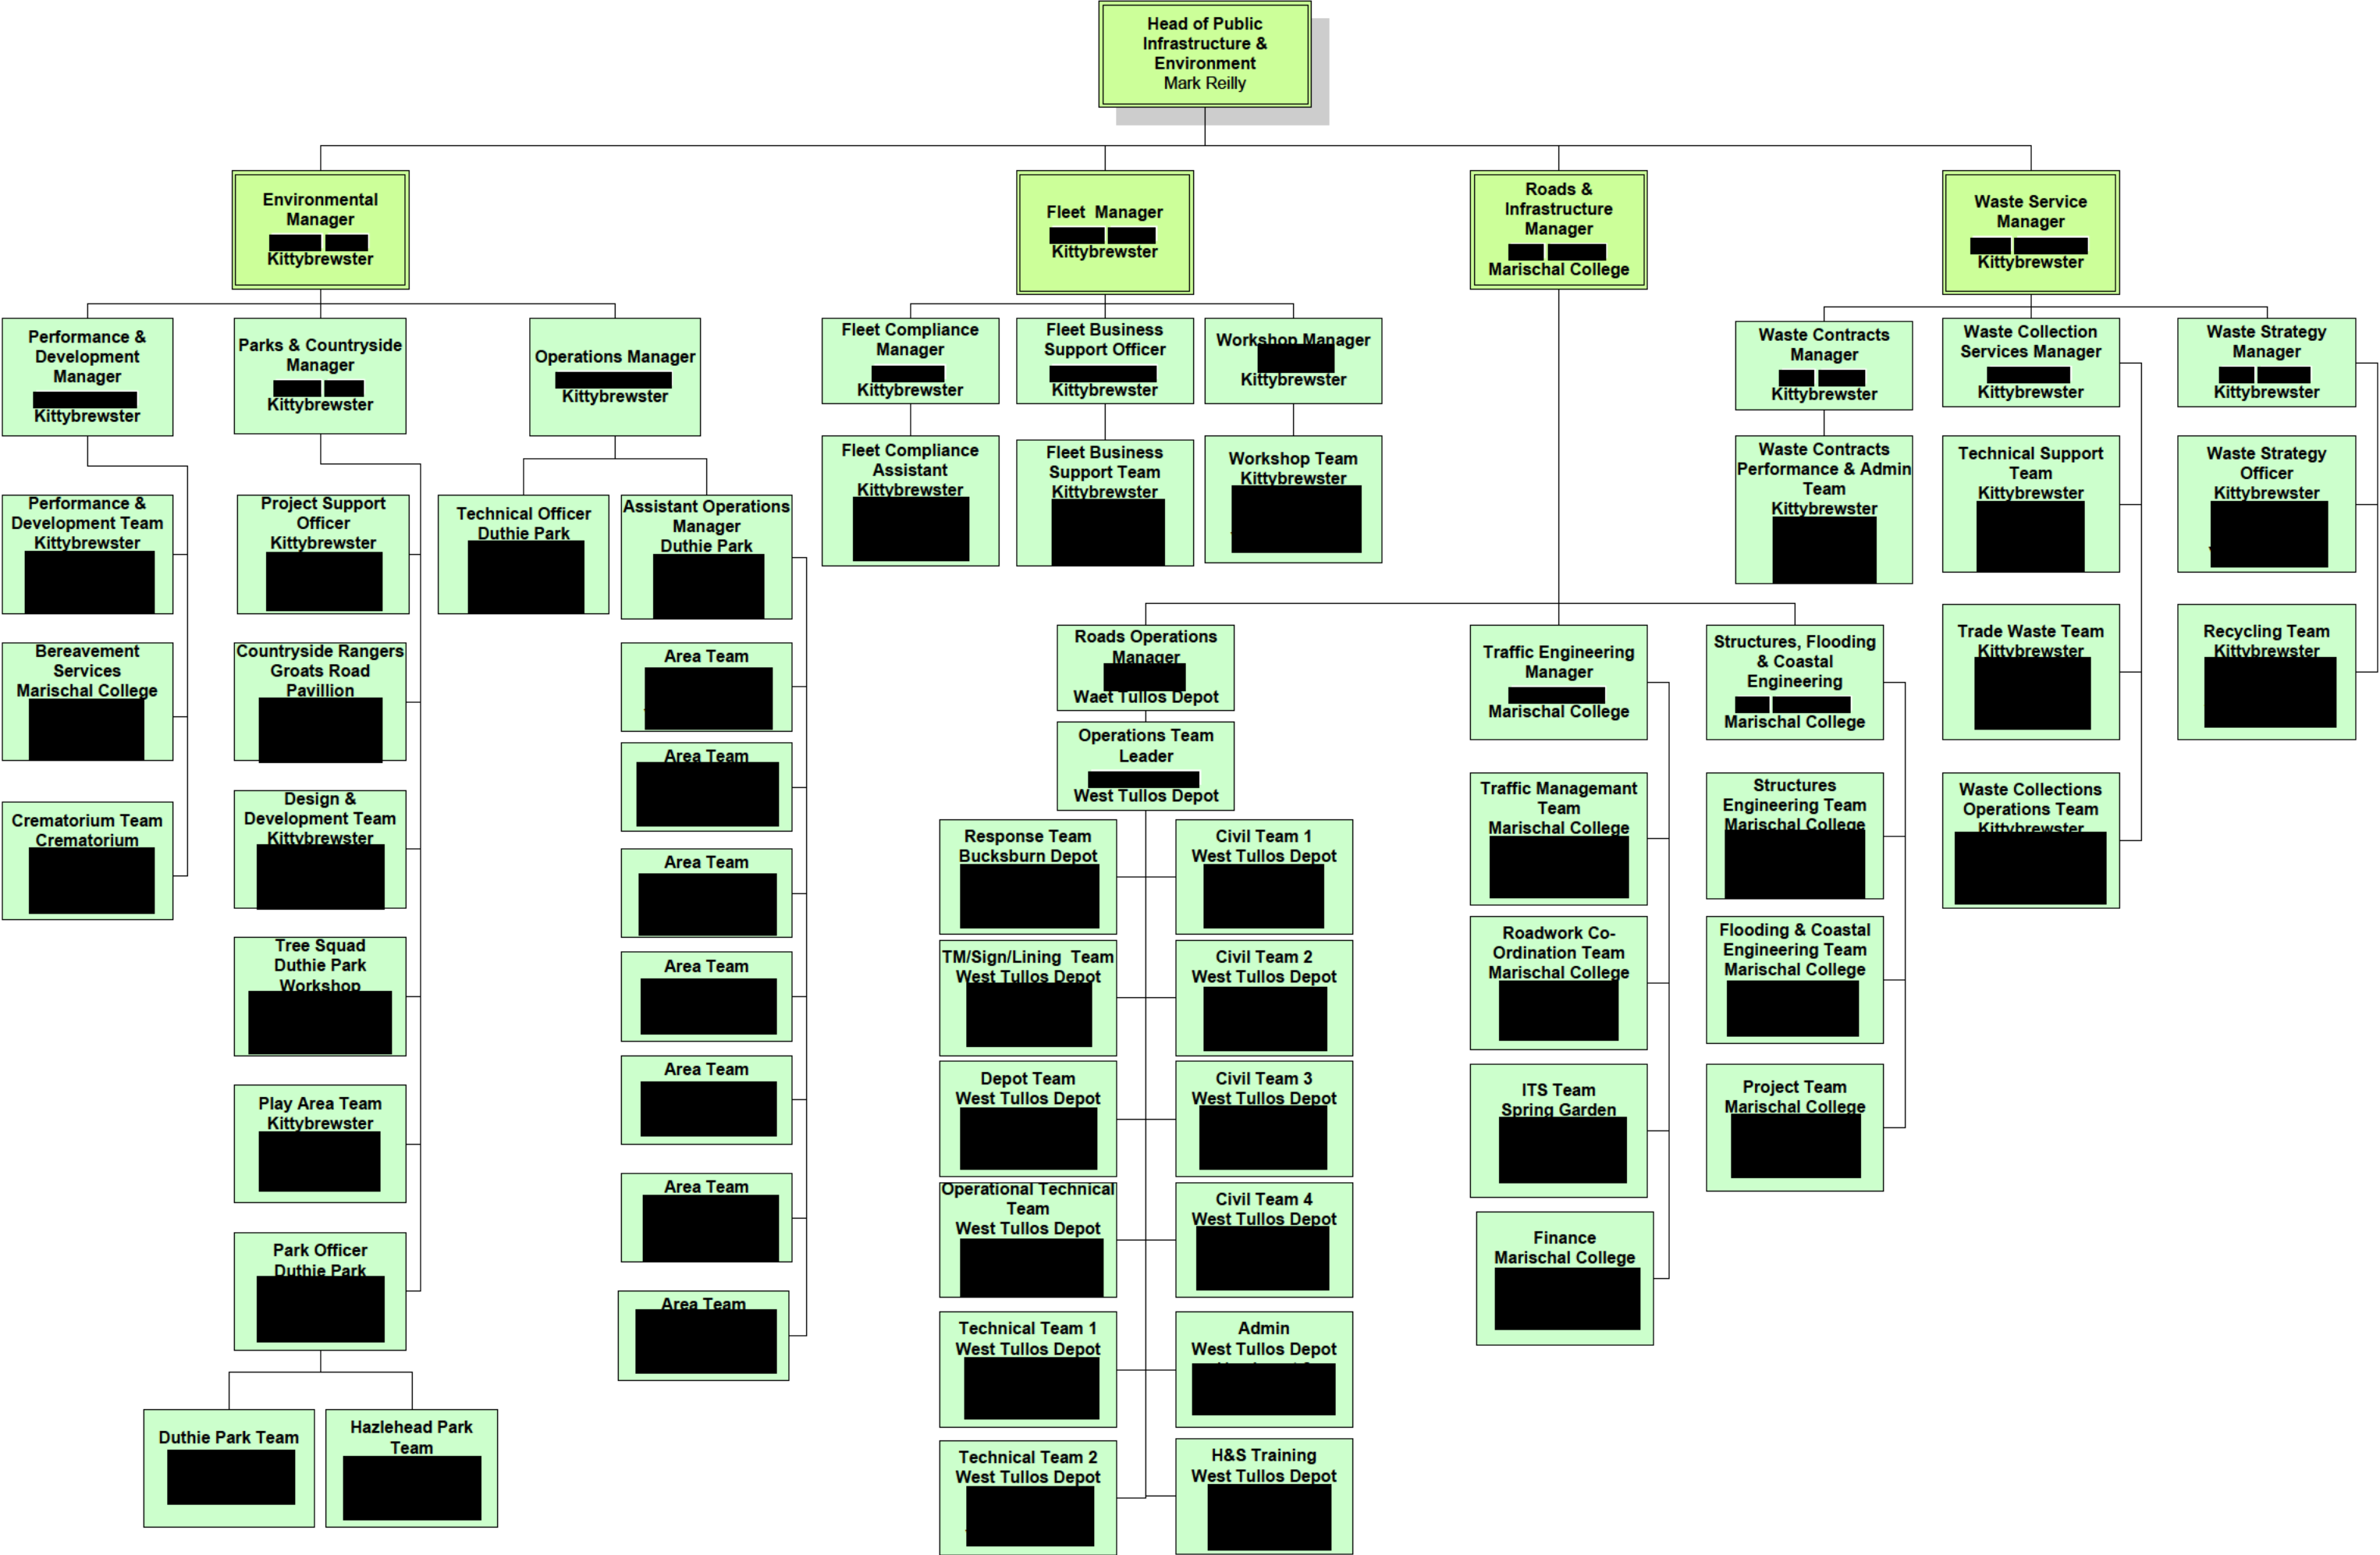 Head of Public
Infrastructure &
Environment
Mark Reilly
Environmental
Manager
Kittybrewster
Fleet  Manager
Kittybrewster
Roads &
Infrastructure
Manager
Marischal College
Waste Service
Manager
Kittybrewster
Performance &
Development
Manager
Kittybrewster
Parks & Countryside
Manager
Kittybrewster
Operations Manager
Kittybrewster
Fleet Compliance
Manager
Kittybrewster
Fleet Business
Support Officer
Kittybrewster
Workshop Manager
Kittybrewster
Waste Contracts
Manager
Kittybrewster
Waste Collection
Services Manager
Kittybrewster
Waste Strategy
Manager
Kittybrewster
Fleet Compliance
Assistant
Kittybrewster
Fleet Business
Support Team
Kittybrewster
Workshop Team
Kittybrewster
Waste Contracts
Performance & Admin
Team
Kittybrewster
Technical Support
Team
Kittybrewster
Waste Strategy
Officer
Kittybrewster
Performance &
Development Team
Kittybrewster
Project Support
Officer
Kittybrewster
Technical Officer
Duthie Park
Assistant Operations
Manager
Duthie Park
Trade Waste Team
Kittybrewster
Recycling Team
Kittybrewster
Bereavement
Services
Marischal College
Countryside Rangers
Groats Road
Pavillion
Area Team
Roads Operations
Manager
Waet Tullos Depot
Traffic Engineering
Manager
Marischal College
Structures, Flooding
& Coastal
Engineering
Marischal College
Operations Team
Leader
West Tullos Depot
Area Team
Crematorium Team
Crematorium
Design &
Development Team
Kittybrewster
Traffic Managemant
Team
Marischal College
Structures
Engineering Team
Marischal College
Waste Collections
Operations Team
Kittybrewster
Area Team
Response Team
Bucksburn Depot
Civil Team 1
West Tullos Depot
Tree Squad
Duthie Park
Workshop
Area Team
TM/Sign/Lining  Team
West Tullos Depot
Civil Team 2
West Tullos Depot
Roadwork Co-
Ordination Team
Marischal College
Flooding & Coastal
Engineering Team
Marischal College
Play Area Team
Kittybrewster
Area Team
Depot Team
West Tullos Depot
Civil Team 3
West Tullos Depot
ITS Team
Spring Garden
Project Team
Marischal College
Area Team
Operational Technical
Team
West Tullos Depot
Civil Team 4
West Tullos Depot
Park Officer
Duthie Park
Finance
Marischal College
Area Team
Technical Team 1
West Tullos Depot
Admin
West Tullos Depot
Duthie Park Team
Hazlehead Park
Team
Technical Team 2
West Tullos Depot
H&S Training
West Tullos Depot